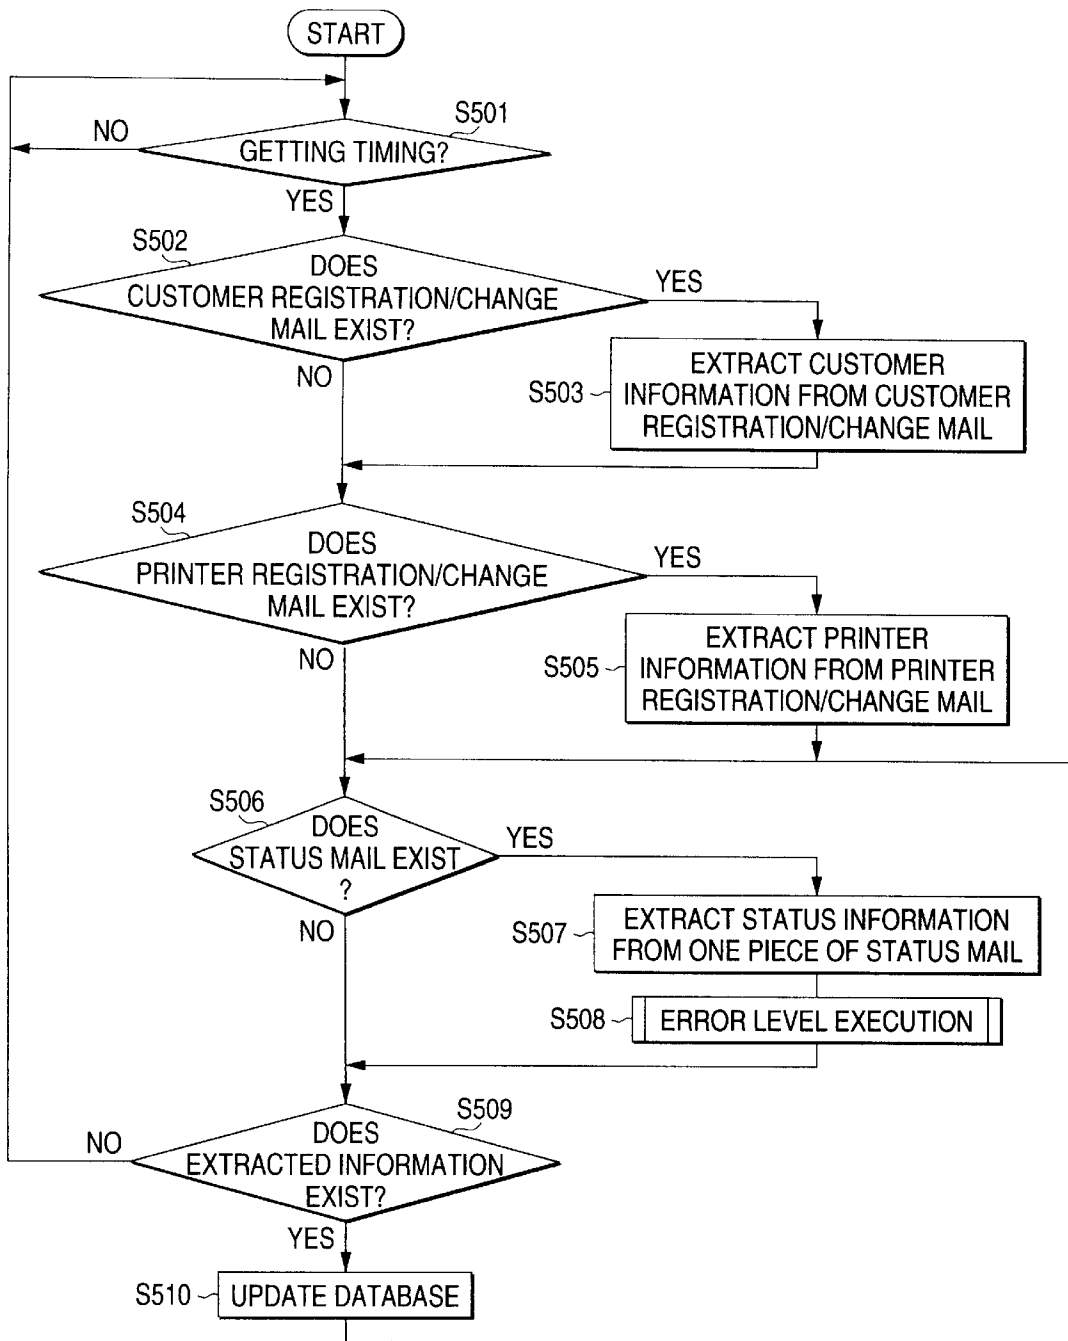 START
S501
NO
GETTING TIMING?
YES
S502
DOES
CUSTOMER REGISTRATION/CHANGE
MAIL EXIST?
YES
NO
S503
EXTRACT CUSTOMER
INFORMATION FROM CUSTOMER
REGISTRATION/CHANGE MAIL
S504
DOES
PRINTER REGISTRATION/CHANGE
MAIL EXIST?
YES
NO
S505
EXTRACT PRINTER
INFORMATION FROM PRINTER
REGISTRATION/CHANGE MAIL
S506
DOES
STATUS MAIL EXIST
?
YES
NO
S507
EXTRACT STATUS INFORMATION
FROM ONE PIECE OF STATUS MAIL
S508
ERROR LEVEL EXECUTION
S509
NO
DOES
EXTRACTED INFORMATION
EXIST?
YES
S510
UPDATE DATABASE